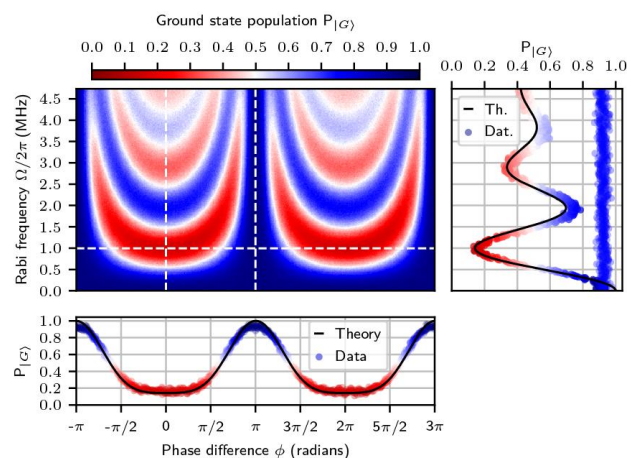 Ground state population P|G⟩
0.0 0.1 0.2 0.3 0.4 0.5 0.6 0.7 0.8 0.9 1.0
Rabi frequency Ω/2π (MHz)
4.5
4.0
3.5
3.0
2.5
2.0
1.5
1.0
0.5
0.0
P|G⟩
0.0 0.2 0.4 0.6 0.8 1.0
Th.
Dat.
P|G⟩
1.0
0.8
0.6
0.4
0.2
0.0
Theory
Data
-π -π/2 0 π/2 π 3π/2 2π 5π/2 3π
Phase difference ϕ (radians)